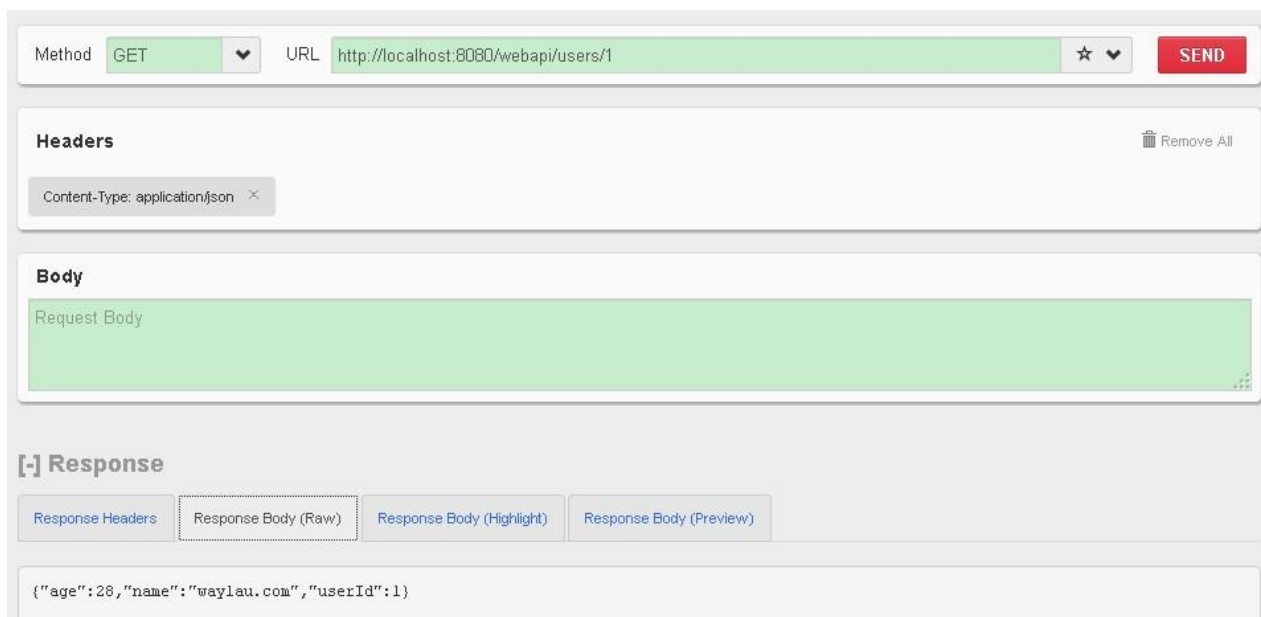 Method GET URL http://localhost:8080/webapi/users/1 SEND
Headers Remove All
Content-Type: application/json ×
Body
Request Body
[-] Response
Response Headers Response Body (Raw) Response Body (Highlight) Response Body (Preview)
{"age":28,"name":"waylau.com","userId":1}